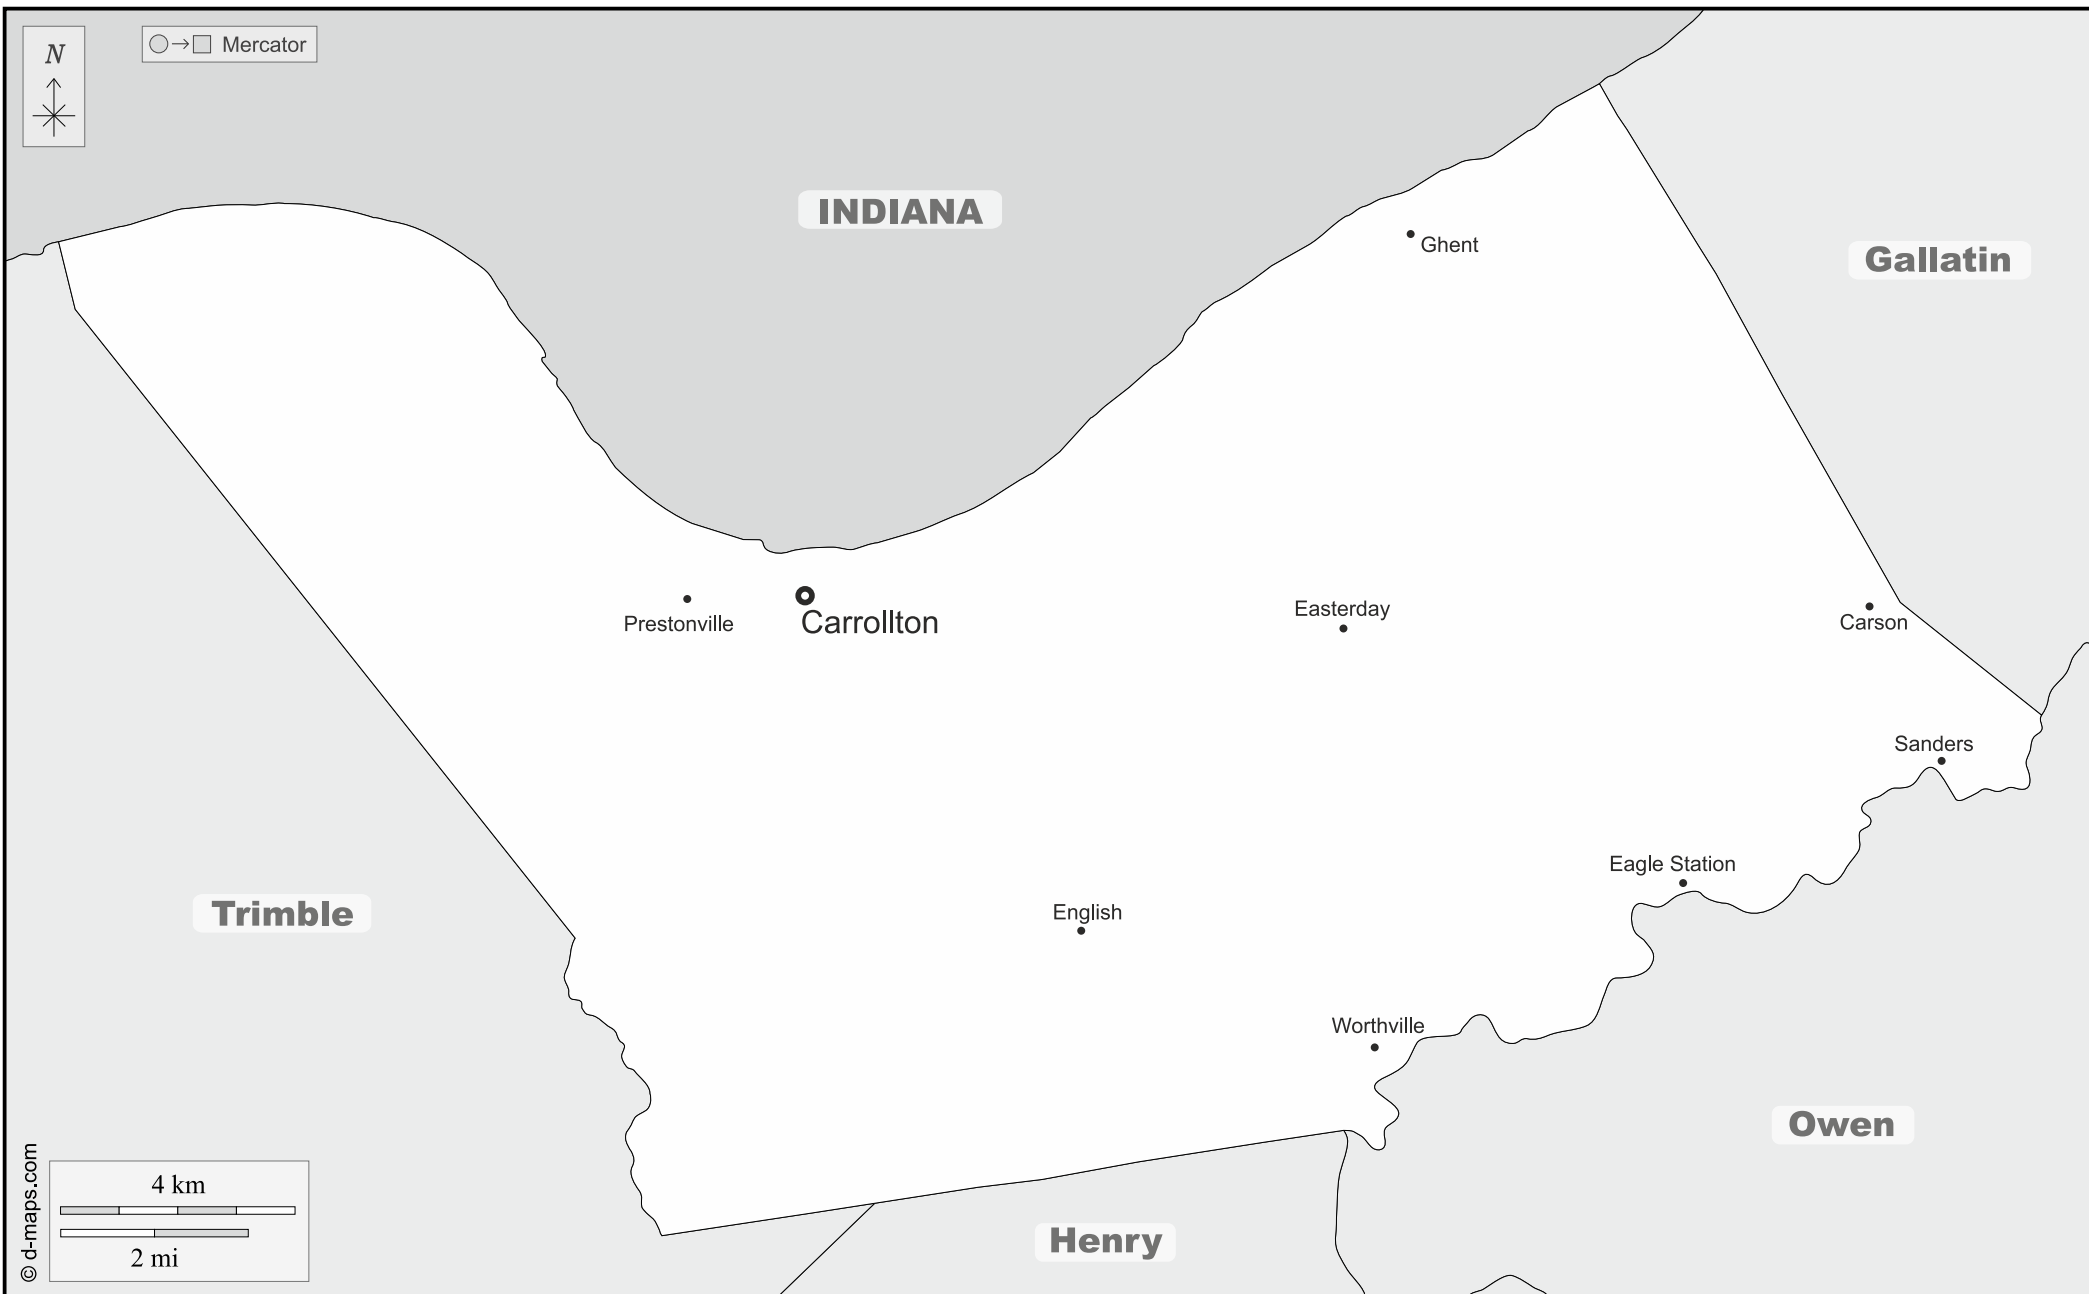 N
Mercator
INDIANA
Ghent
Gallatin
Prestonville
Carrollton
Easterday
Carson
Sanders
Eagle Station
Trimble
English
Worthville
Owen
Henry
4 km
2 mi
© d-maps.com